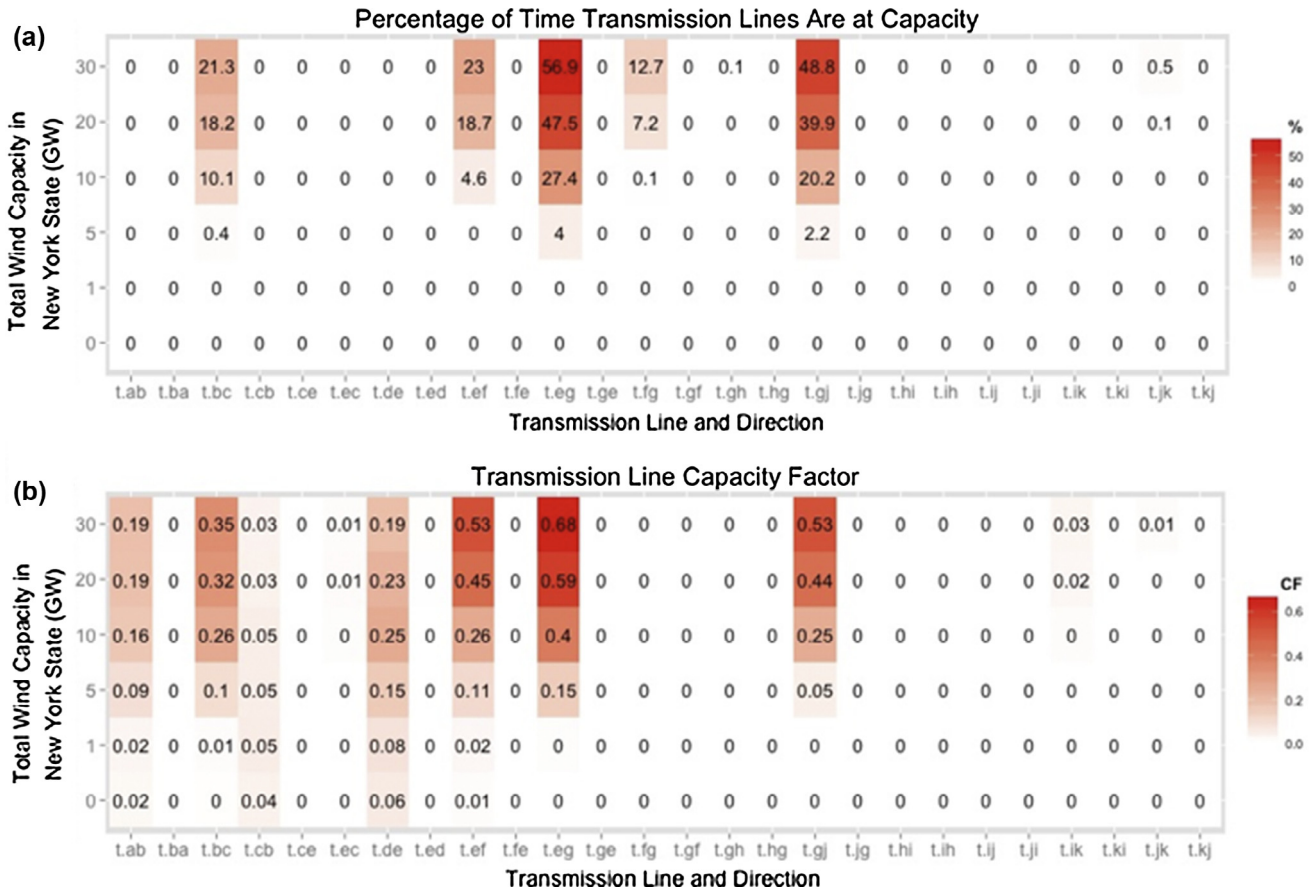 (a)
Percentage of Time Transmission Lines Are at Capacity
Total Wind Capacity in
New York State (GW)
30 0 0 21.3 0 0 0 0 0 23 0 56.9 0 12.7 0 0.1 0 48.8 0 0 0 0 0 0 0 0.5 0
20 0 0 18.2 0 0 0 0 0 18.7 0 47.5 0 7.2 0 0 0 39.9 0 0 0 0 0 0 0 0.1 0
10 0 0 10.1 0 0 0 0 0 4.6 0 27.4 0 0.1 0 0 0 20.2 0 0 0 0 0 0 0 0 0
5 0 0 0.4 0 0 0 0 0 0 0 4 0 0 0 0 0 2.2 0 0 0 0 0 0 0 0 0
1 0 0 0 0 0 0 0 0 0 0 0 0 0 0 0 0 0 0 0 0 0 0 0 0 0 0
0 0 0 0 0 0 0 0 0 0 0 0 0 0 0 0 0 0 0 0 0 0 0 0 0 0 0
t.ab t.ba t.bc t.cb t.ce t.ec t.de t.ed t.ef t.fe t.eg t.ge t.fg t.gf t.gh t.hg t.gj t.jg t.hi t.ih t.ij t.ji t.ik t.ki t.jk t.kj
Transmission Line and Direction
%
50
40
30
20
10
0
(b)
Transmission Line Capacity Factor
Total Wind Capacity in
New York State (GW)
30 0.19 0 0.35 0.03 0 0.01 0.19 0 0.53 0 0.68 0 0 0 0 0 0.53 0 0 0 0 0 0.03 0 0.01 0
20 0.19 0 0.32 0.03 0 0.01 0.23 0 0.45 0 0.59 0 0 0 0 0 0.44 0 0 0 0 0 0.02 0 0 0
10 0.16 0 0.26 0.05 0 0 0.25 0 0.26 0 0.4 0 0 0 0 0 0.25 0 0 0 0 0 0 0 0 0
5 0.09 0 0.1 0.05 0 0 0.15 0 0.11 0 0.15 0 0 0 0 0 0.05 0 0 0 0 0 0 0 0 0
1 0.02 0 0.01 0.05 0 0 0.08 0 0.02 0 0 0 0 0 0 0 0 0 0 0 0 0 0 0 0 0
0 0.02 0 0 0.04 0 0 0.06 0 0.01 0 0 0 0 0 0 0 0 0 0 0 0 0 0 0 0 0
t.ab t.ba t.bc t.cb t.ce t.ec t.de t.ed t.ef t.fe t.eg t.ge t.fg t.gf t.gh t.hg t.gj t.jg t.hi t.ih t.ij t.ji t.ik t.ki t.jk t.kj
Transmission Line and Direction
CF
0.6
0.4
0.2
0.0